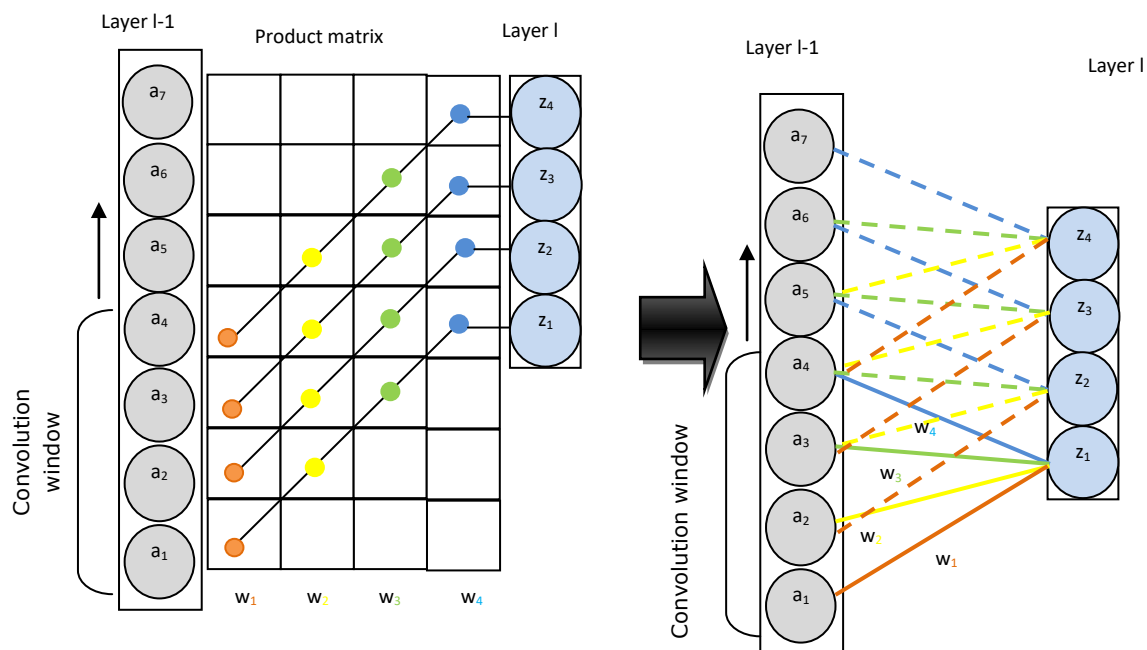 Layer l-1
Product matrix
Layer l
a7
a6
a5
a4
a3
a2
a1
z4
z3
z2
z1
Convolution
window
w1
w2
w3
w4
Layer l-1
Layer l
a7
a6
a5
a4
a3
a2
a1
z4
z3
z2
z1
w4
w3
w2
w1
Convolution window